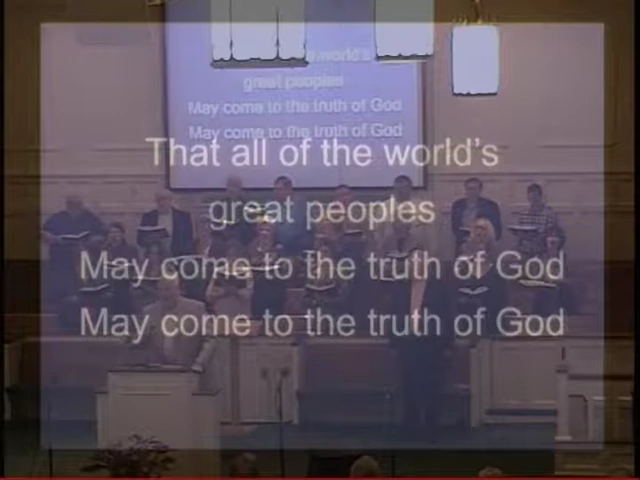 world's
great peoples
May come to the truth of God
May come to the truth of God
That all of the world's
great peoples
May come to the truth of God
May come to the truth of God